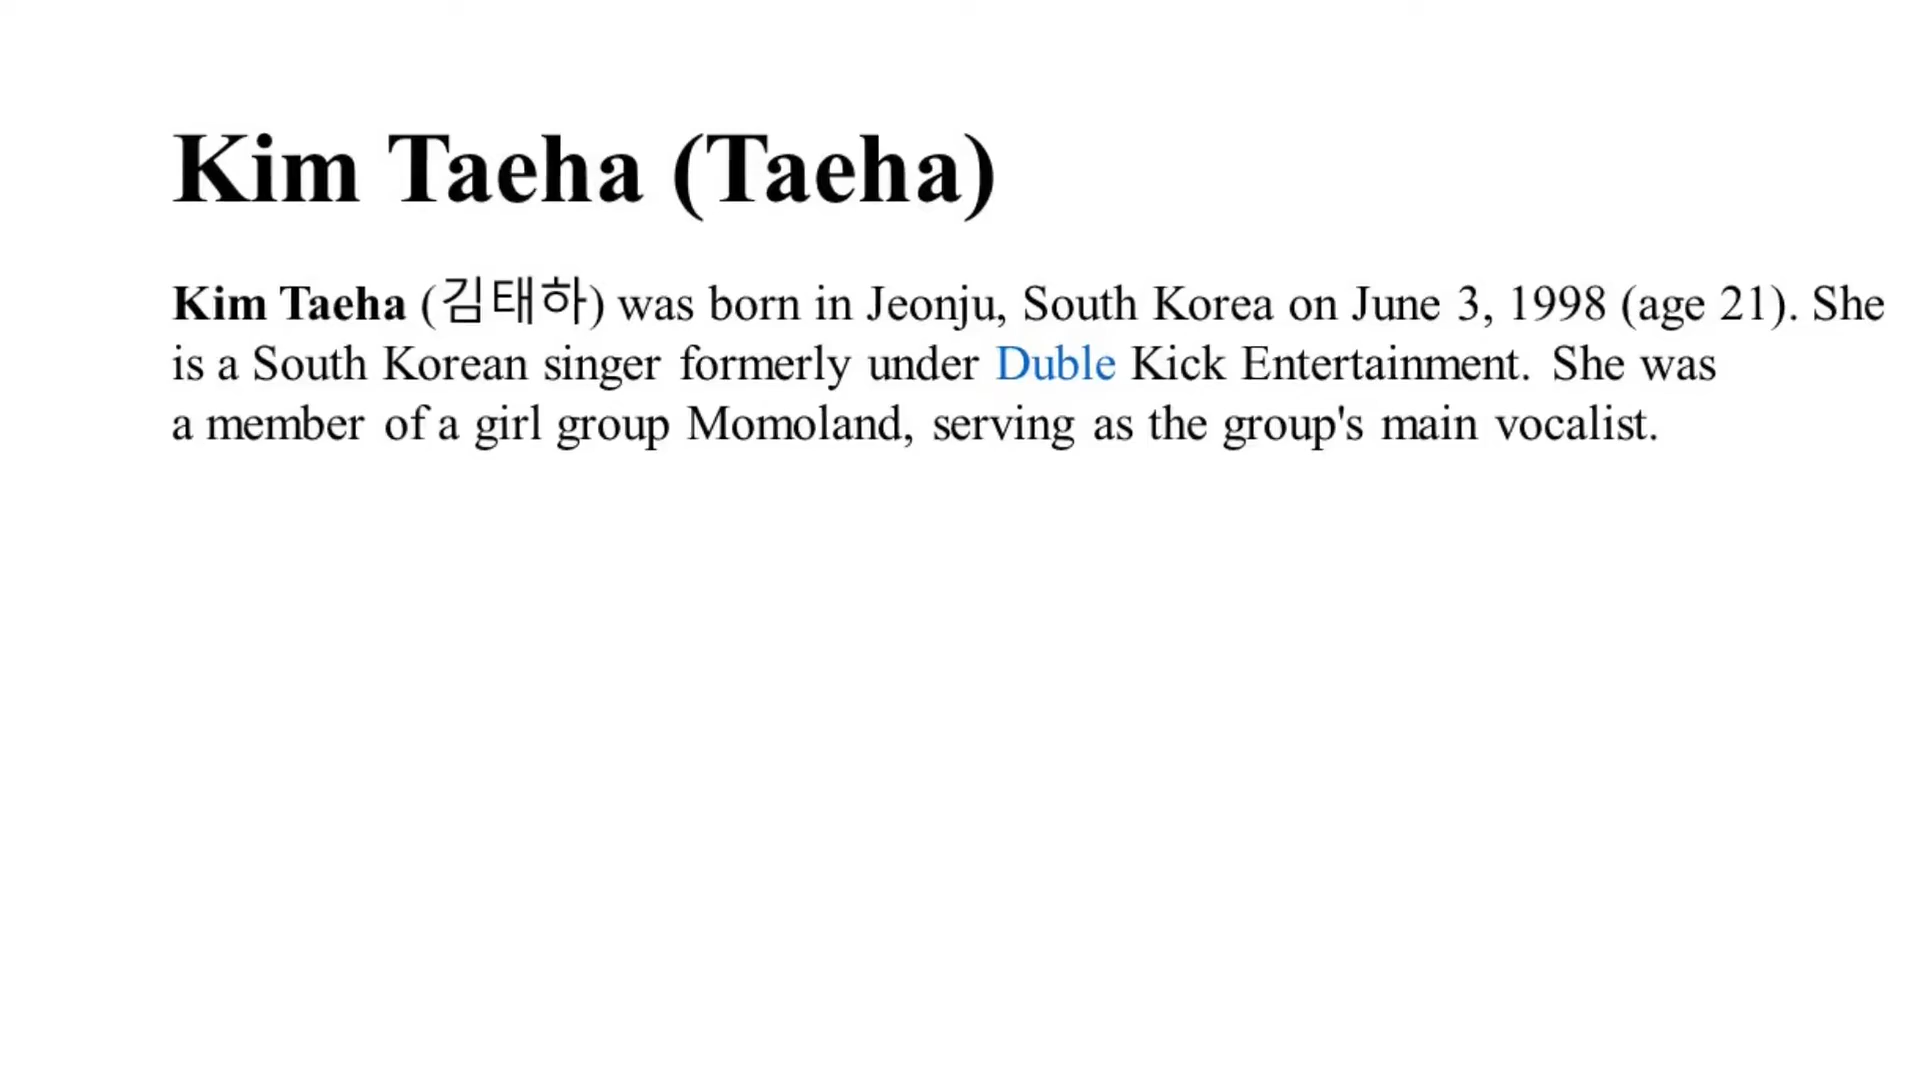 Kim Taeha (Taeha)
Kim Taeha (김태하) was born in Jeonju, South Korea on June 3, 1998 (age 21). She
is a South Korean singer formerly under Duble Kick Entertainment. She was
a member of a girl group Momoland, serving as the group's main vocalist.